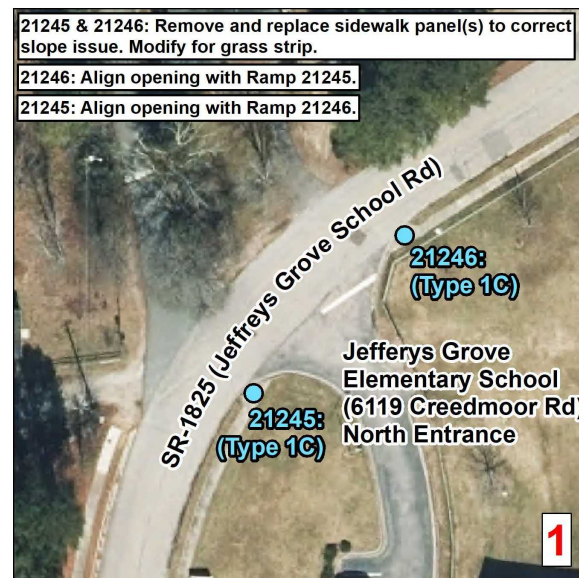 21245 & 21246: Remove and replace sidewalk panel(s) to correct
slope issue. Modify for grass strip.
21246: Align opening with Ramp 21245.
21245: Align opening with Ramp 21246.
SR-1825 (Jeffreys Grove School Rd)
21246:
(Type 1C)
Jefferys Grove
Elementary School
(6119 Creedmoor Rd)
North Entrance
21245:
(Type 1C)
1